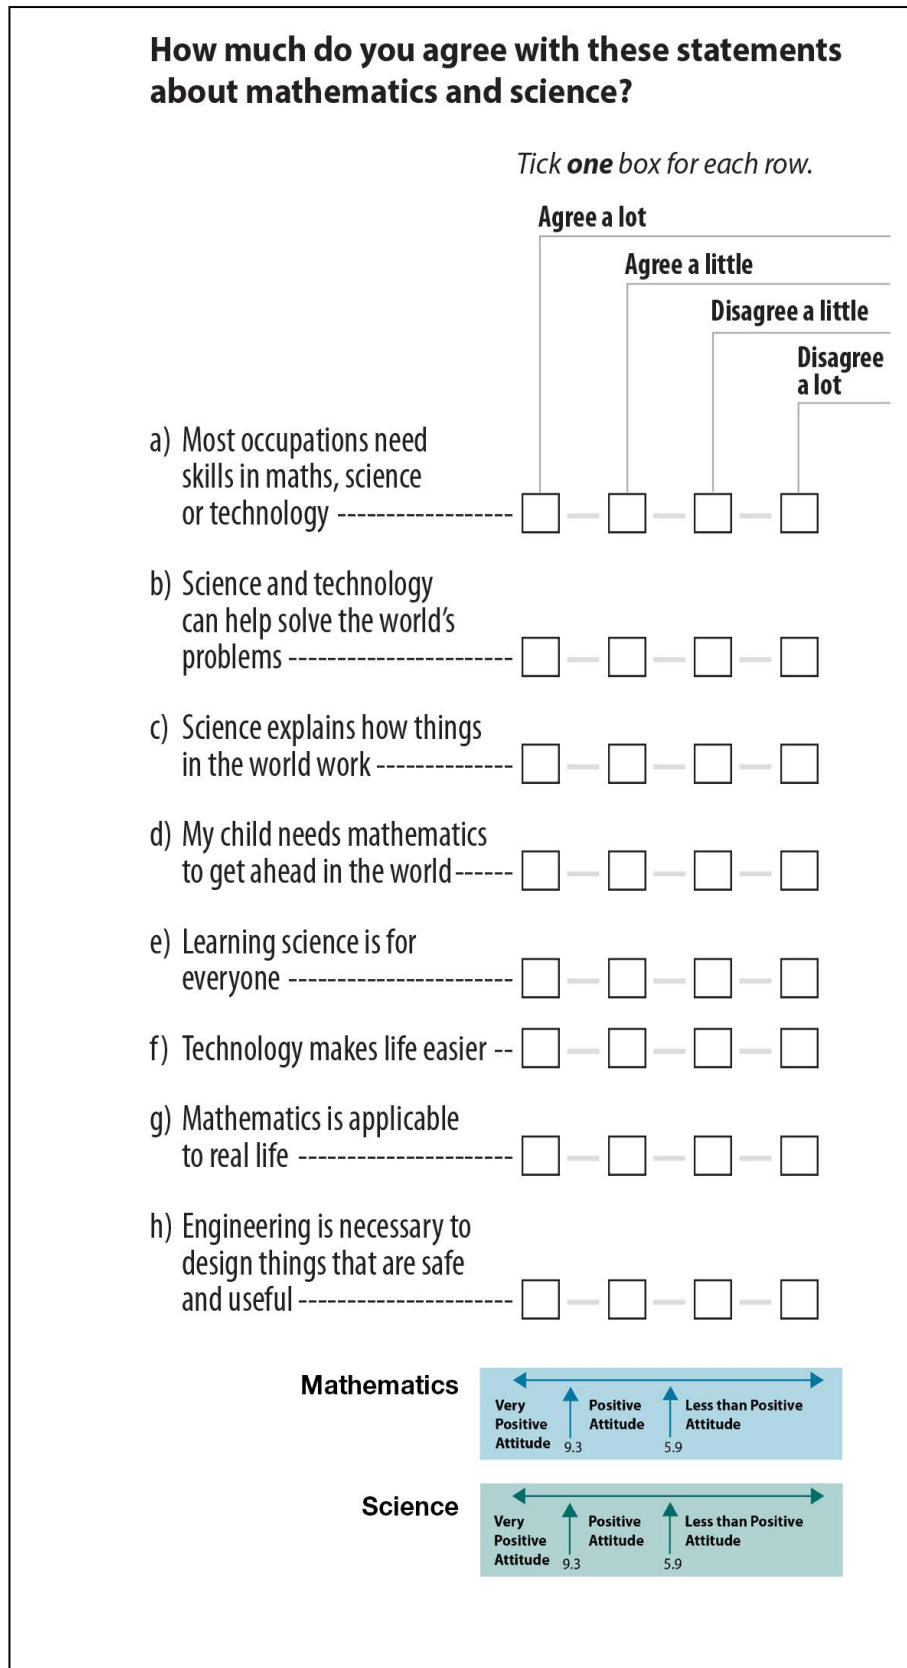 How much do you agree with these statements
about mathematics and science?
Tick one box for each row.
Agree a lot
Agree a little
Disagree a little
Disagree
a lot
a) Most occupations need
skills in maths, science
or technology
b) Science and technology
can help solve the world's
problems
c) Science explains how things
in the world work
d) My child needs mathematics
to get ahead in the world
e) Learning science is for
everyone
f) Technology makes life easier
g) Mathematics is applicable
to real life
h) Engineering is necessary to
design things that are safe
and useful
Mathematics
Very
Positive
Attitude
9.3
Positive
Attitude
5.9
Less than Positive
Attitude
Science
Very
Positive
Attitude
9.3
Positive
Attitude
5.9
Less than Positive
Attitude